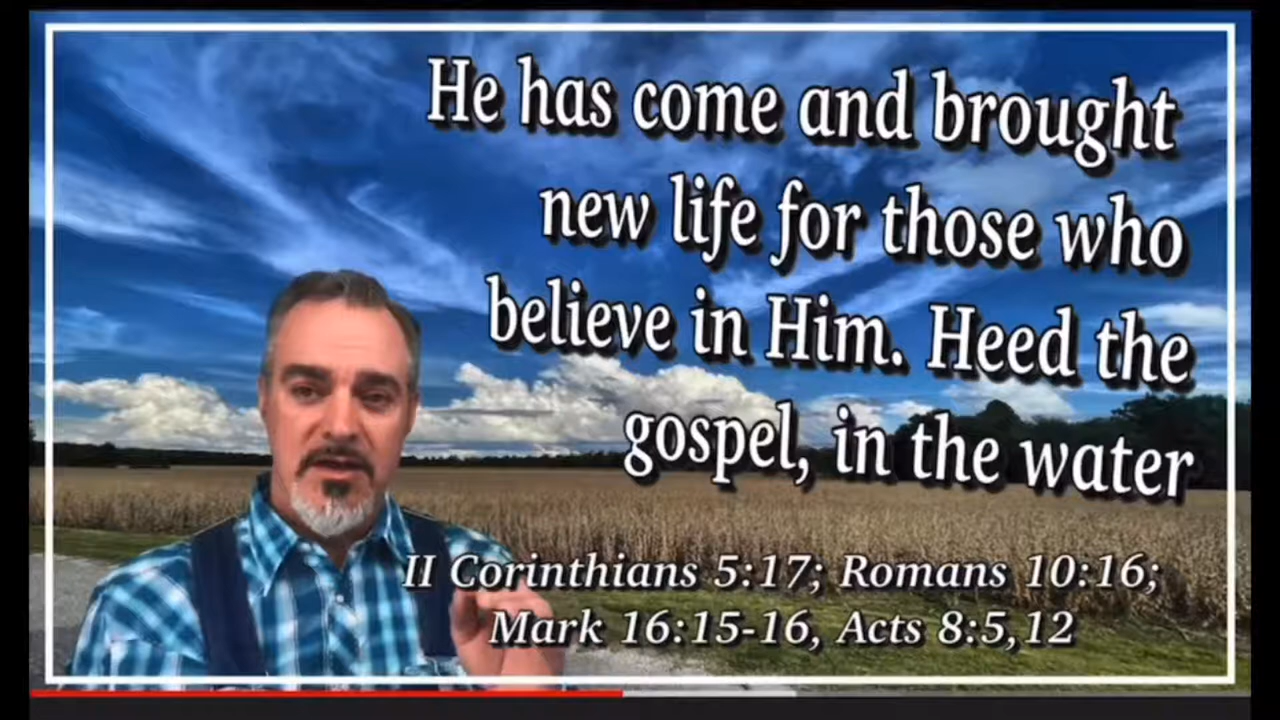 He has come and brought
new life for those who
believe in Him. Heed the
gospel, in the water
II Corinthians 5:17; Romans 10:16;
Mark 16:15-16, Acts 8:5,12